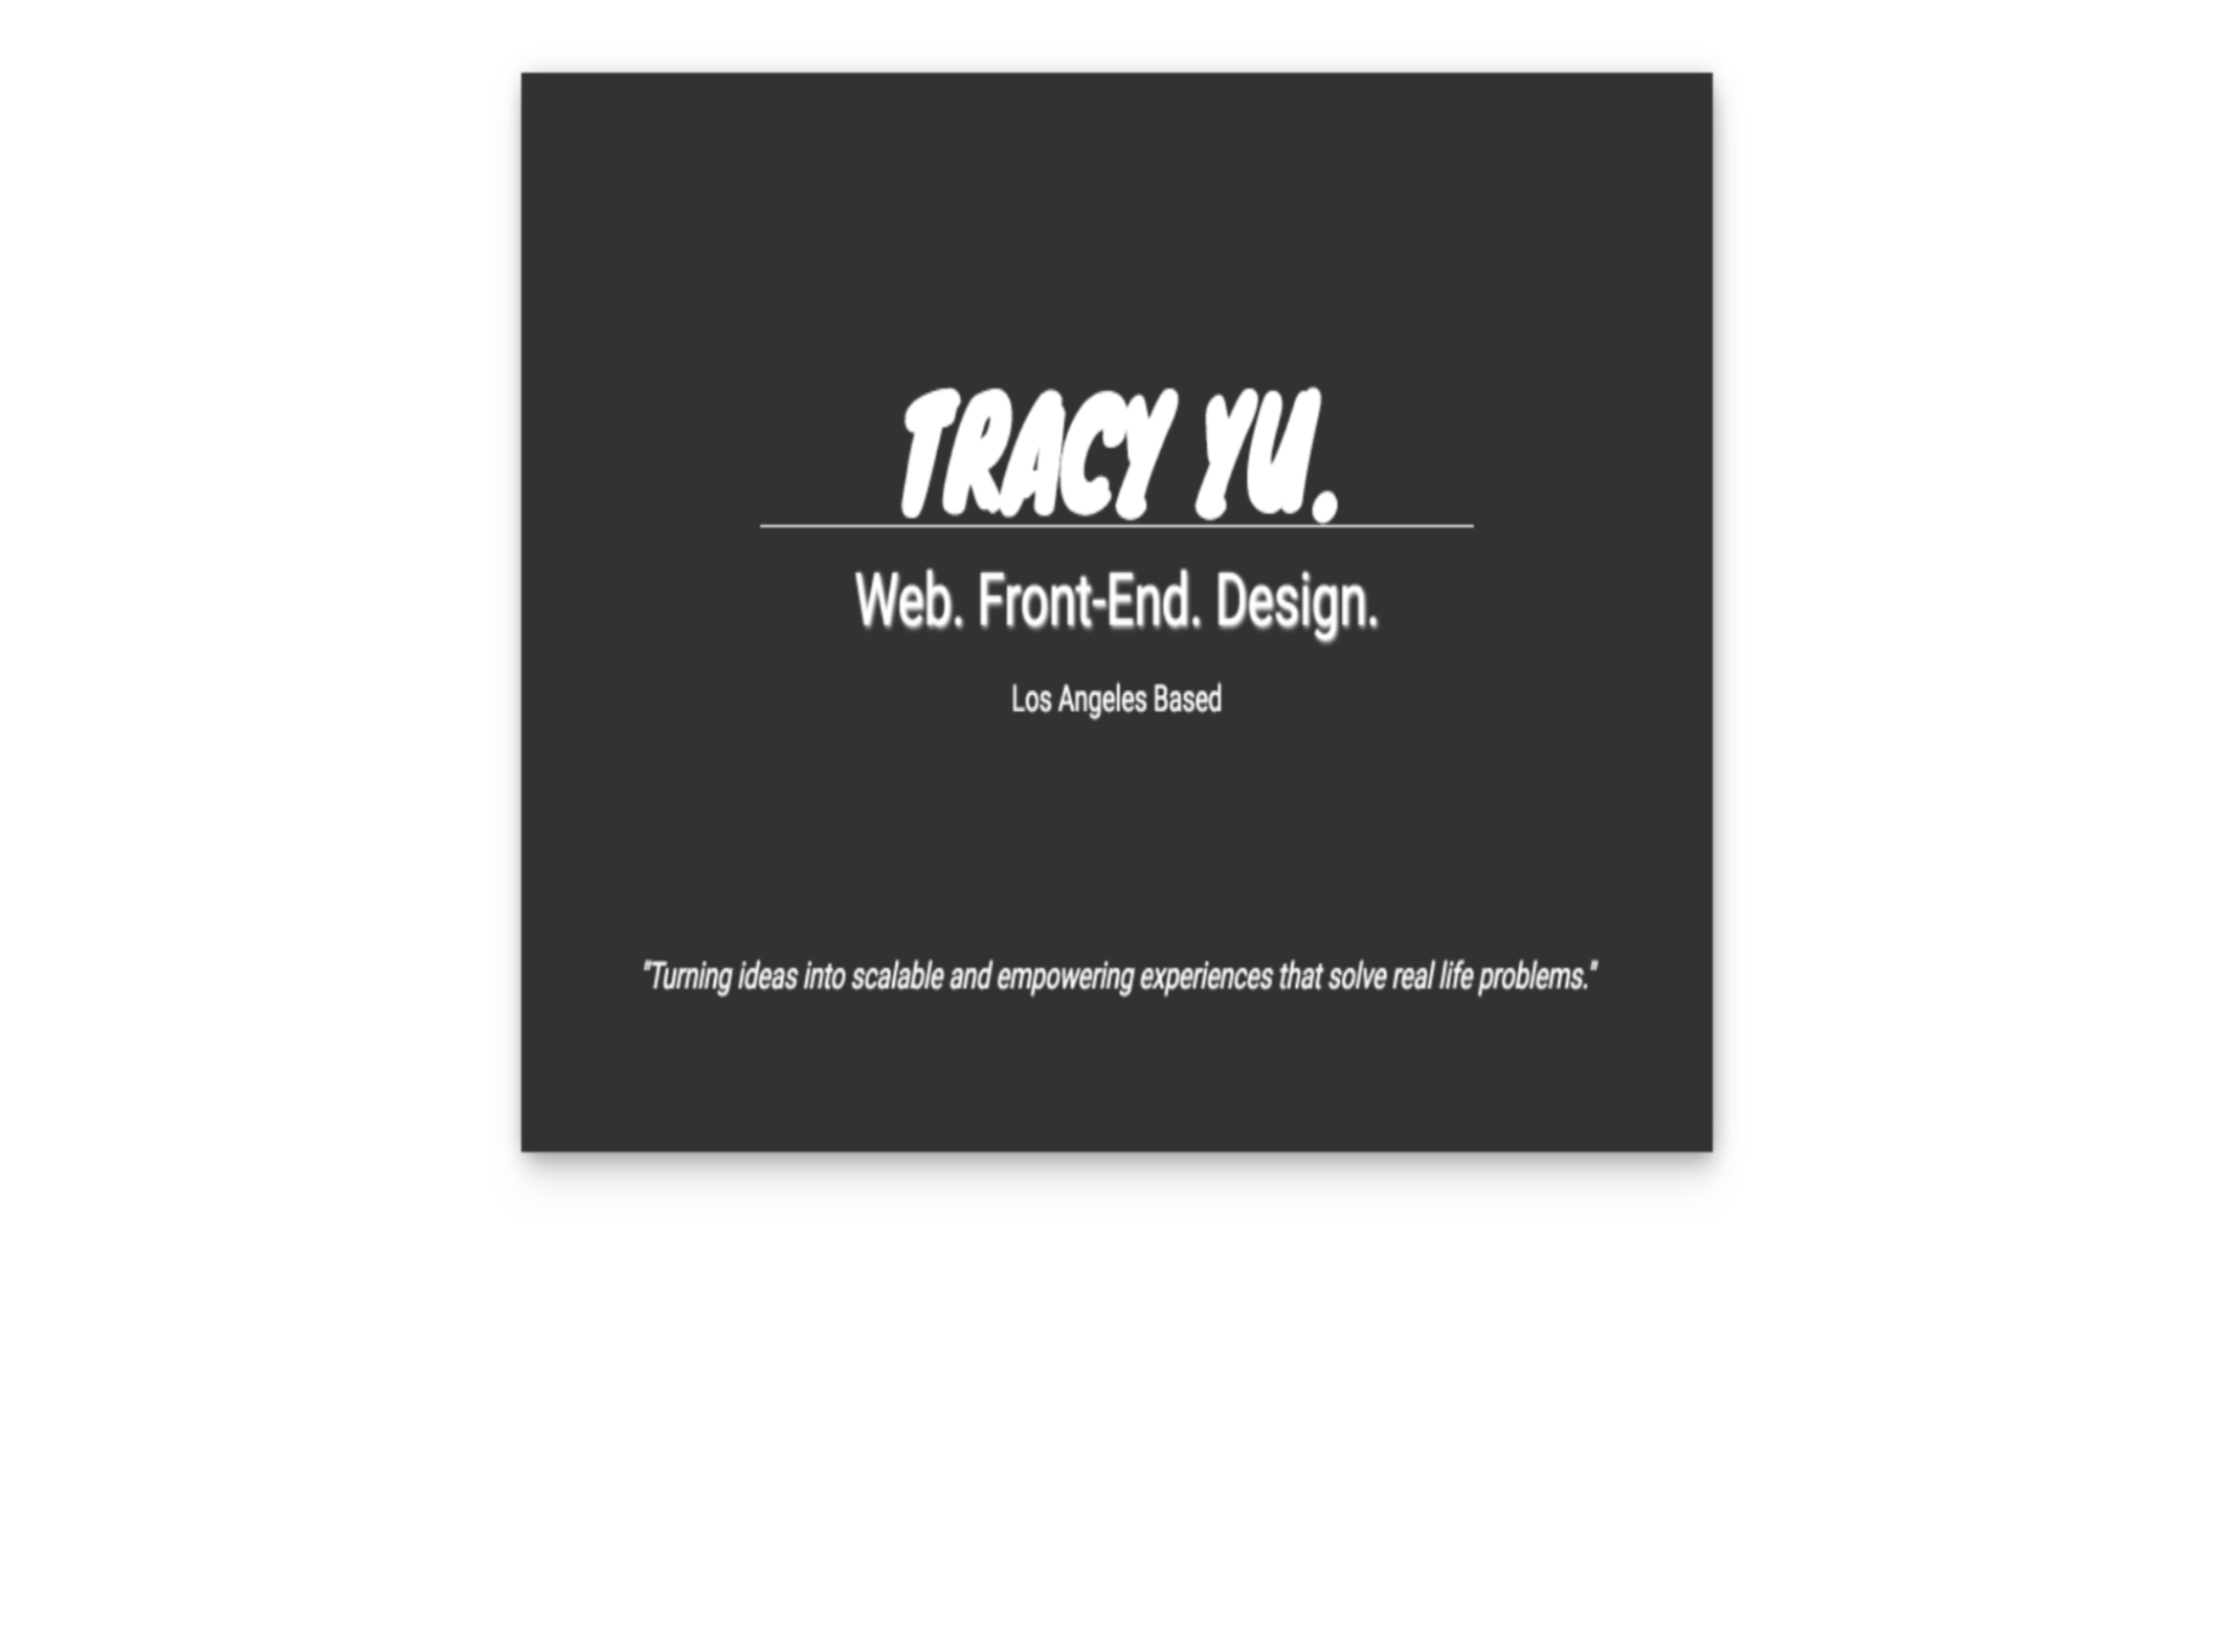 TRACY YU.
Web. Front-End. Design.
Los Angeles Based
"Turning ideas into scalable and empowering experiences that solve real life problems."